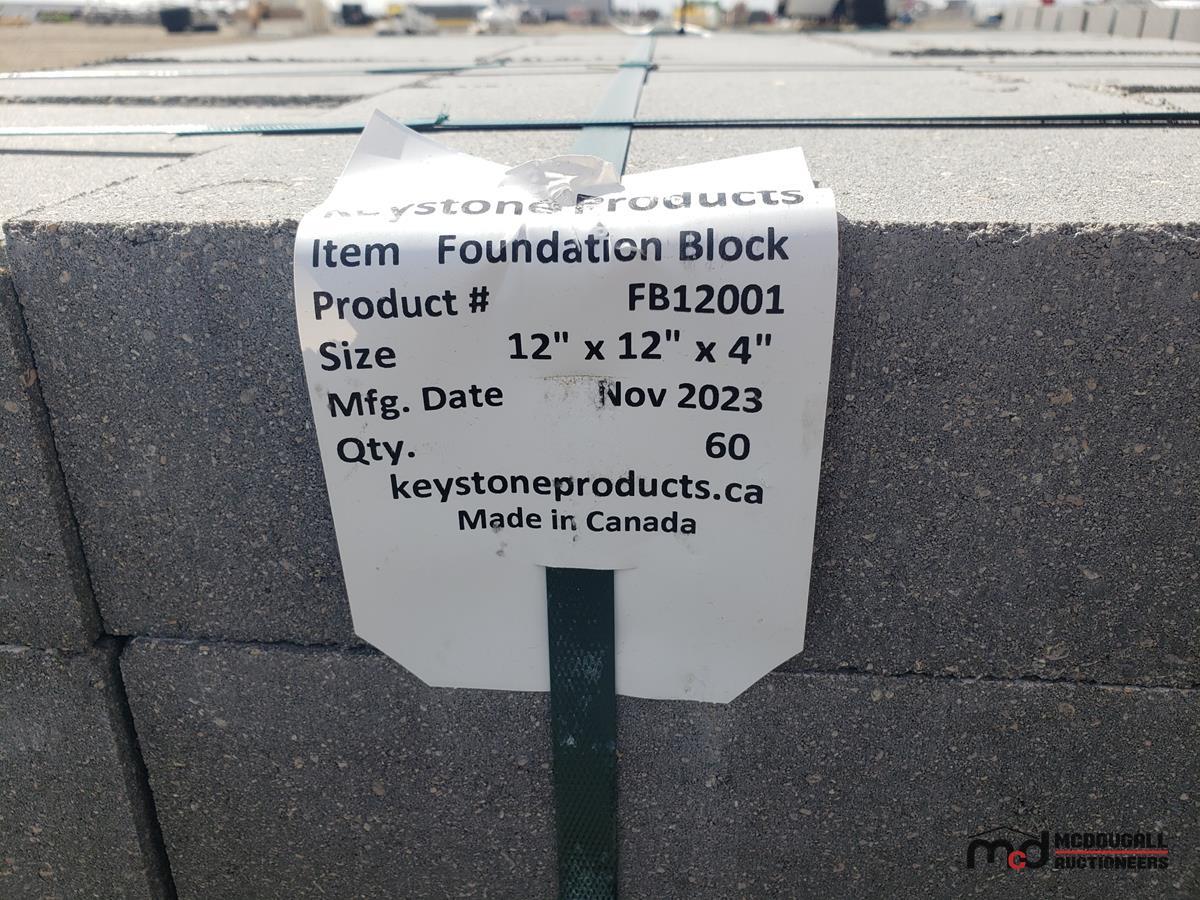 Keystone Products
Item Foundation Block
Product # FB12001
Size 12" x 12" x 4"
Mfg. Date Nov 2023
Qty. 60
keystoneproducts.ca
Made in Canada
mcd MCDOUGALL
AUCTIONEERS